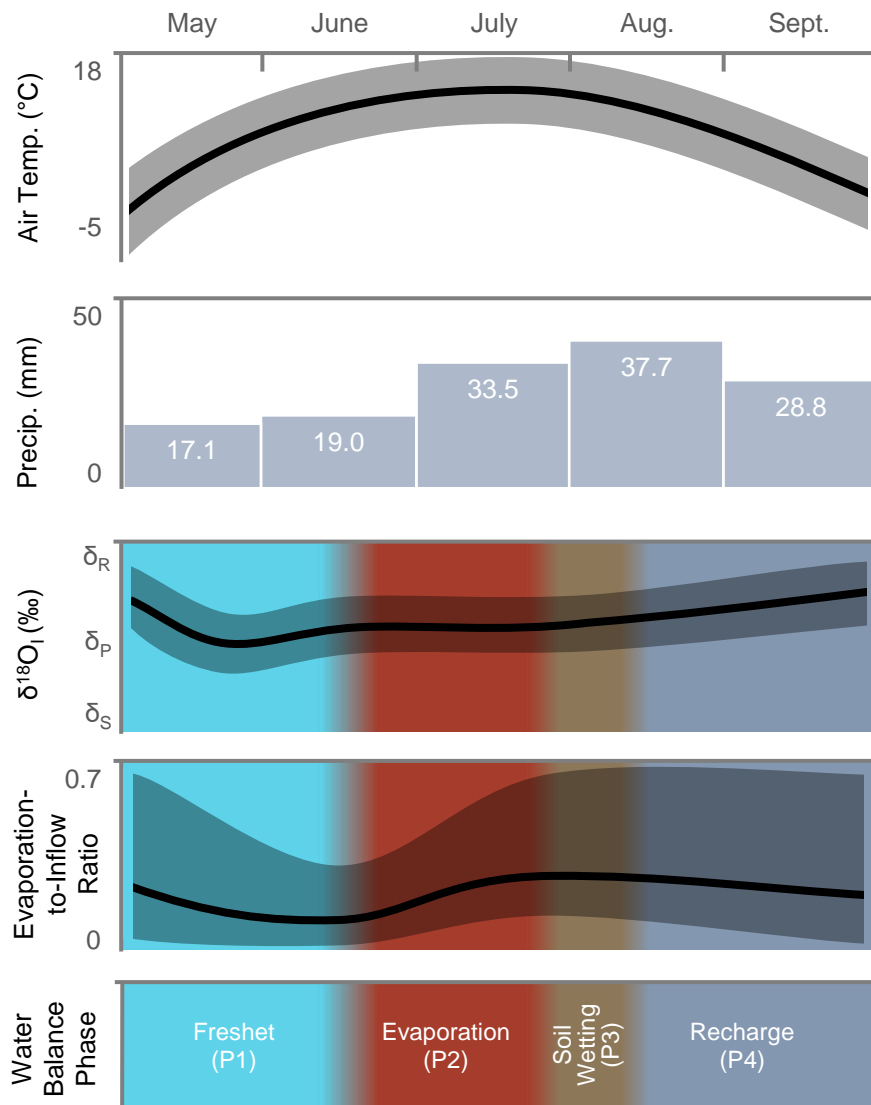 May June July Aug. Sept.
Air Temp. (°C)
18
-5
Precip. (mm)
50
0
17.1
19.0
33.5
37.7
28.8
δ¹⁸Oₗ (‰)
δR
δP
δS
Evaporation-
to-Inflow
Ratio
0.7
0
Water
Balance
Phase
Freshet
(P1)
Evaporation
(P2)
Soil
Wetting
(P3)
Recharge
(P4)